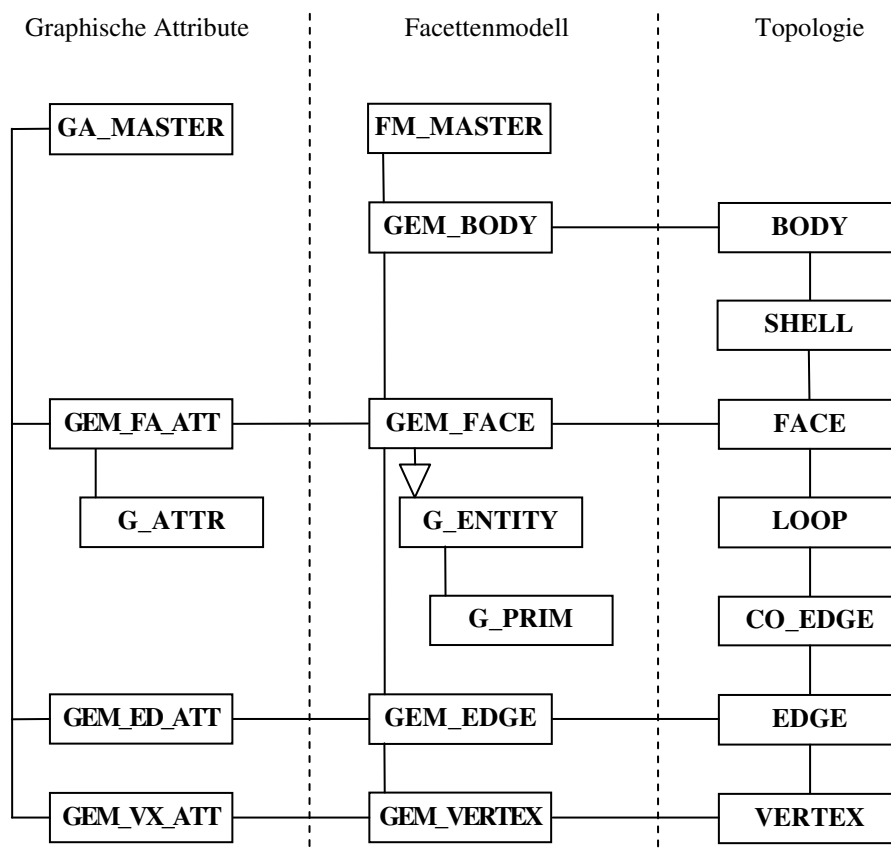 Graphische Attribute
Facettenmodell
Topologie
GA_MASTER
FM_MASTER
GEM_BODY
BODY
SHELL
GEM_FA_ATT
GEM_FACE
FACE
G_ATTR
G_ENTITY
LOOP
G_PRIM
CO_EDGE
GEM_ED_ATT
GEM_EDGE
EDGE
GEM_VX_ATT
GEM_VERTEX
VERTEX